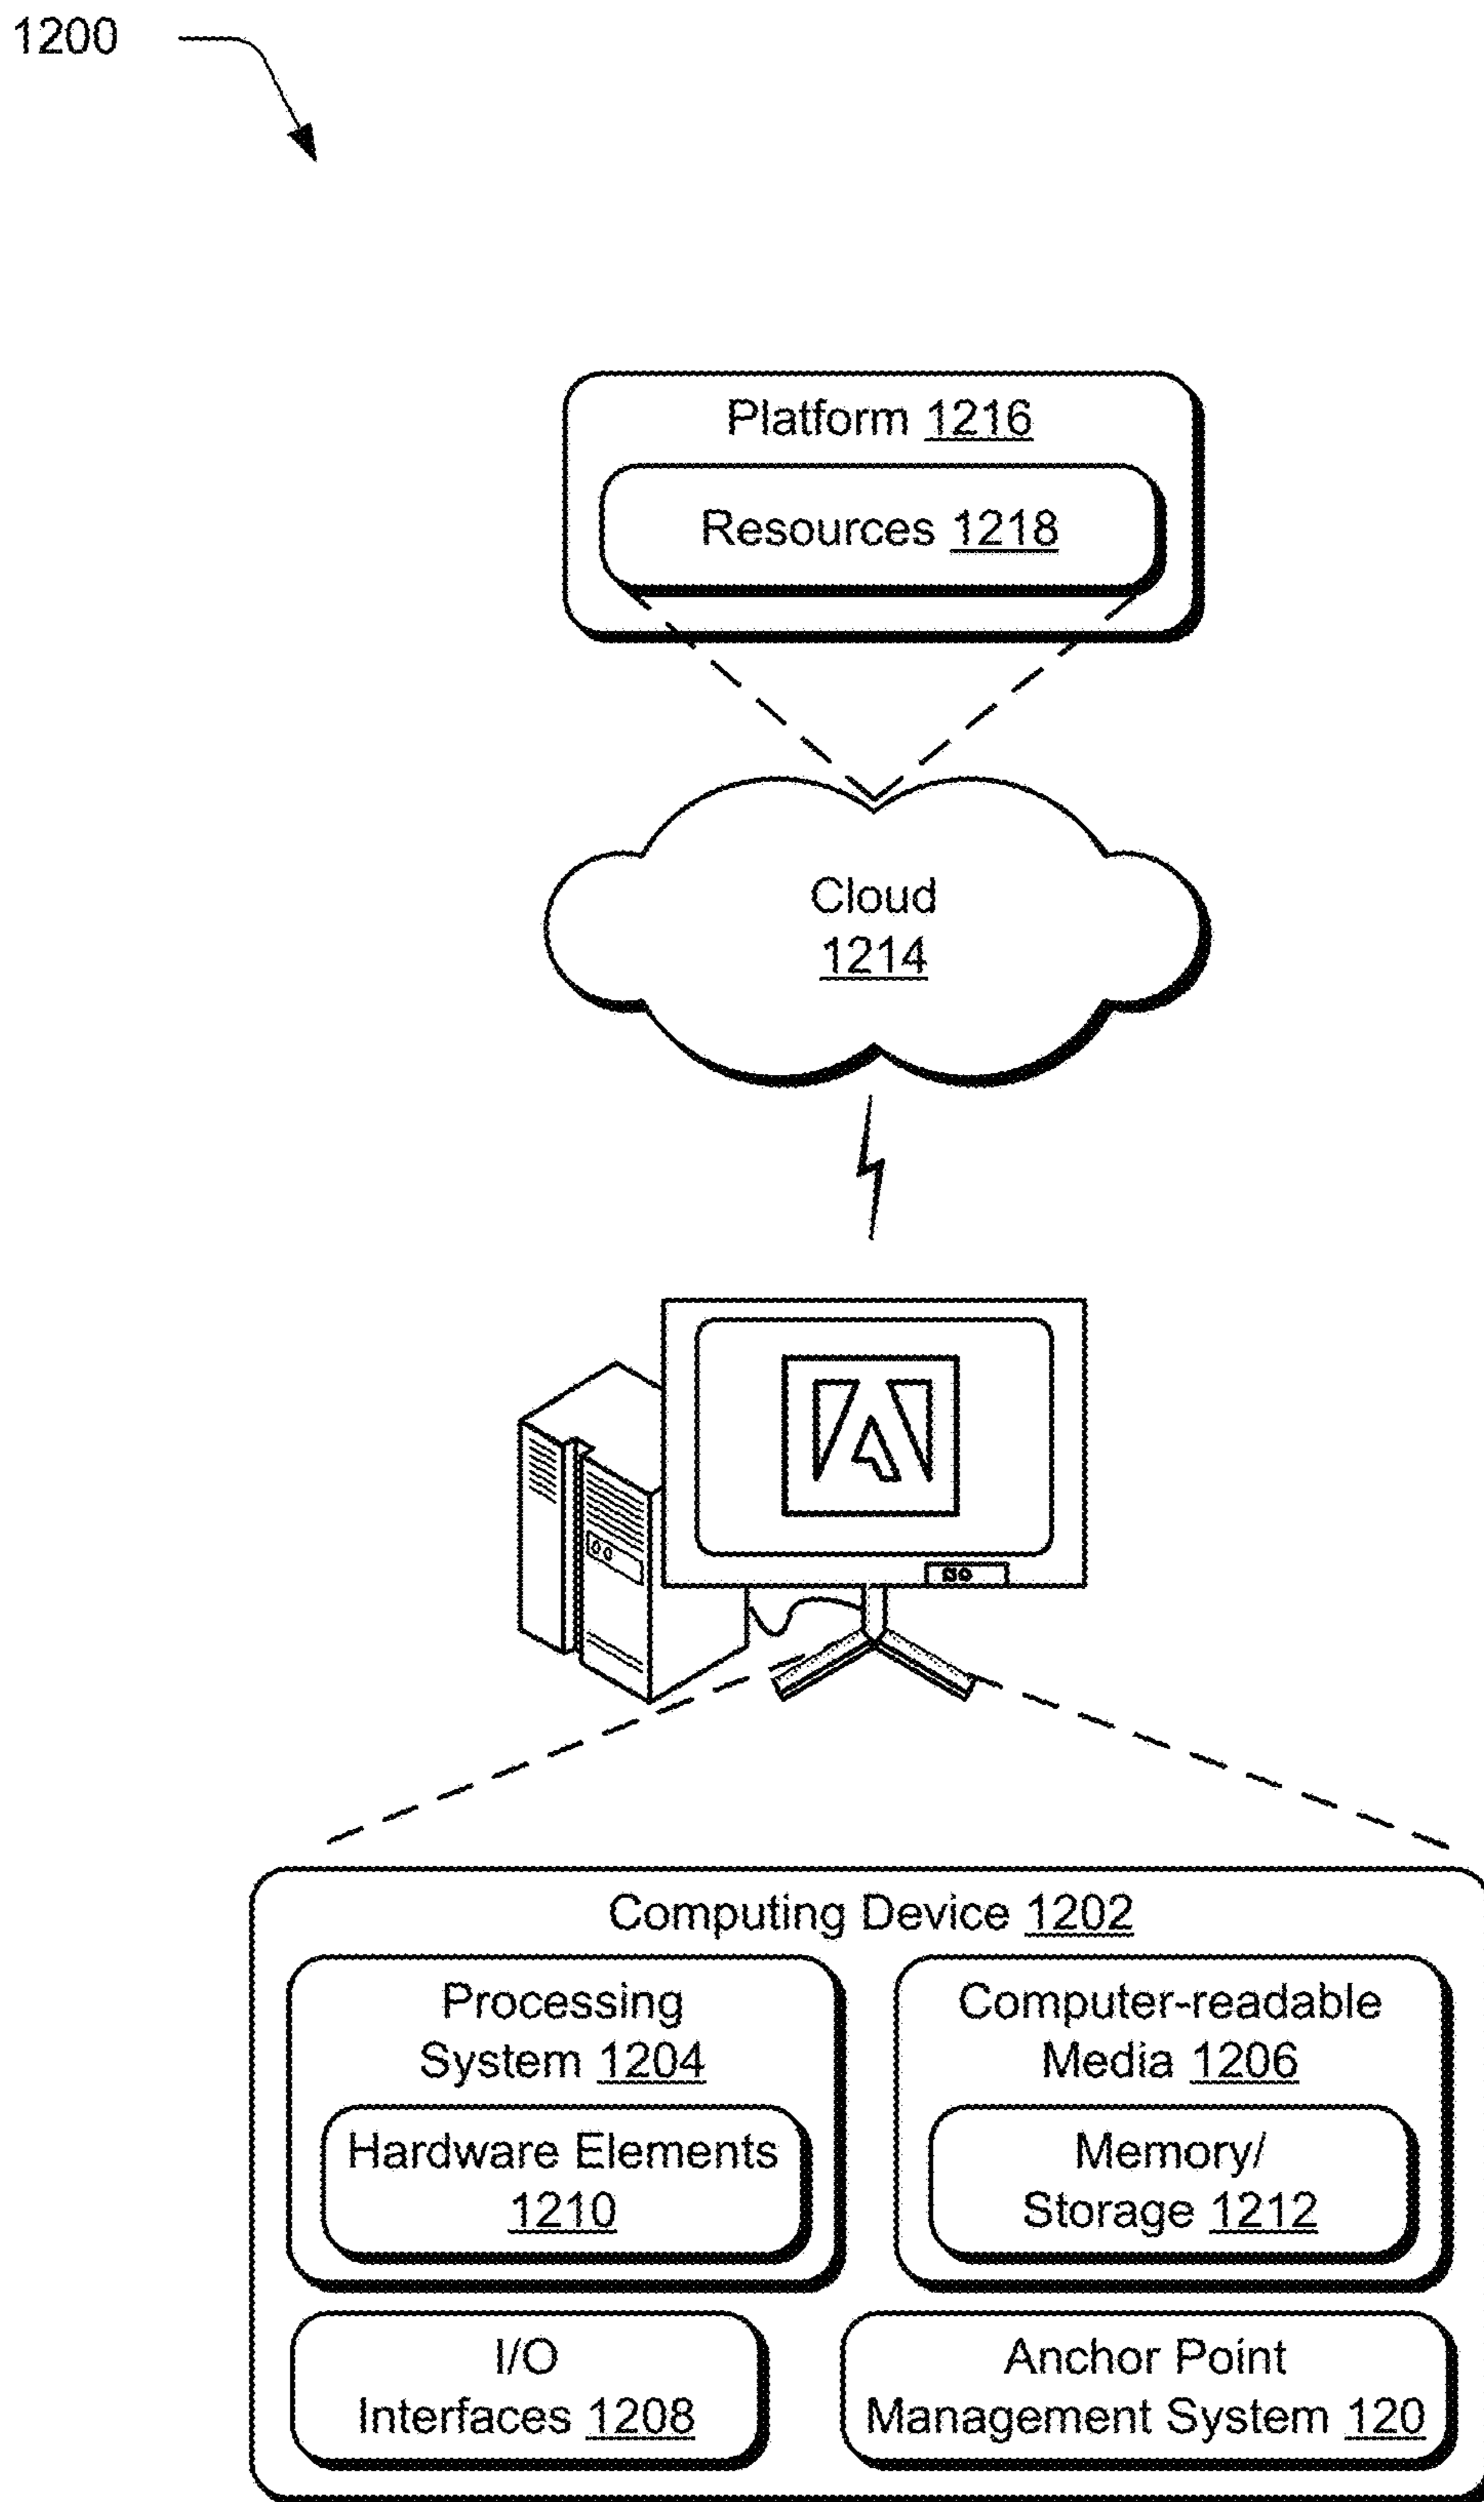 1200
Platform 1216
Resources 1218
Cloud
1214
Computing Device 1202
Processing
System 1204
Hardware Elements
1210
Computer-readable
Media 1206
Memory/
Storage 1212
I/O
Interfaces 1208
Anchor Point
Management System 120